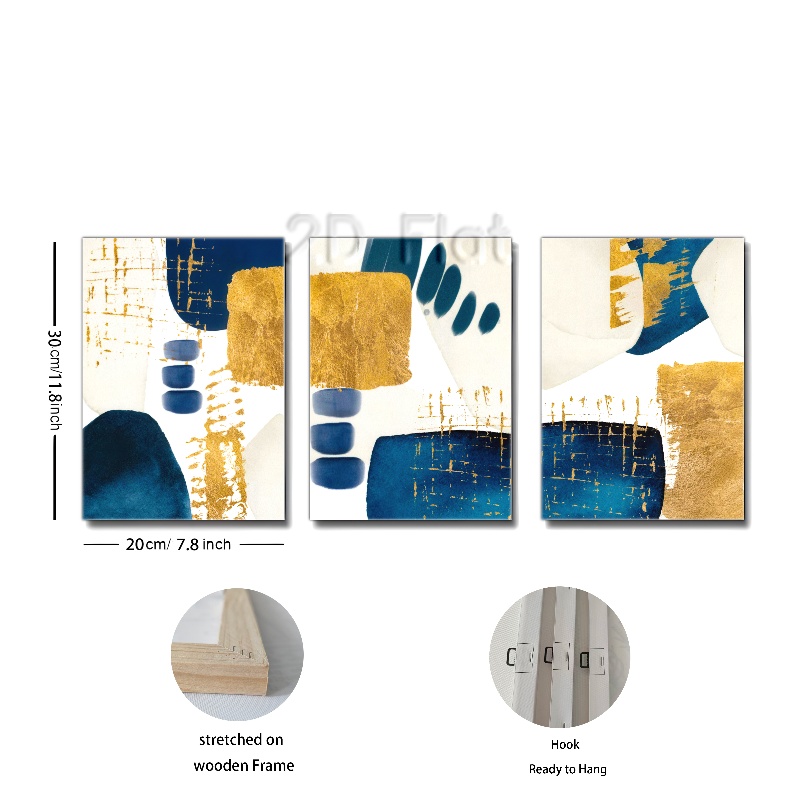 2D Flat
30cm/11.8inch
20cm/ 7.8 inch
stretched on
wooden Frame
Hook
Ready to Hang